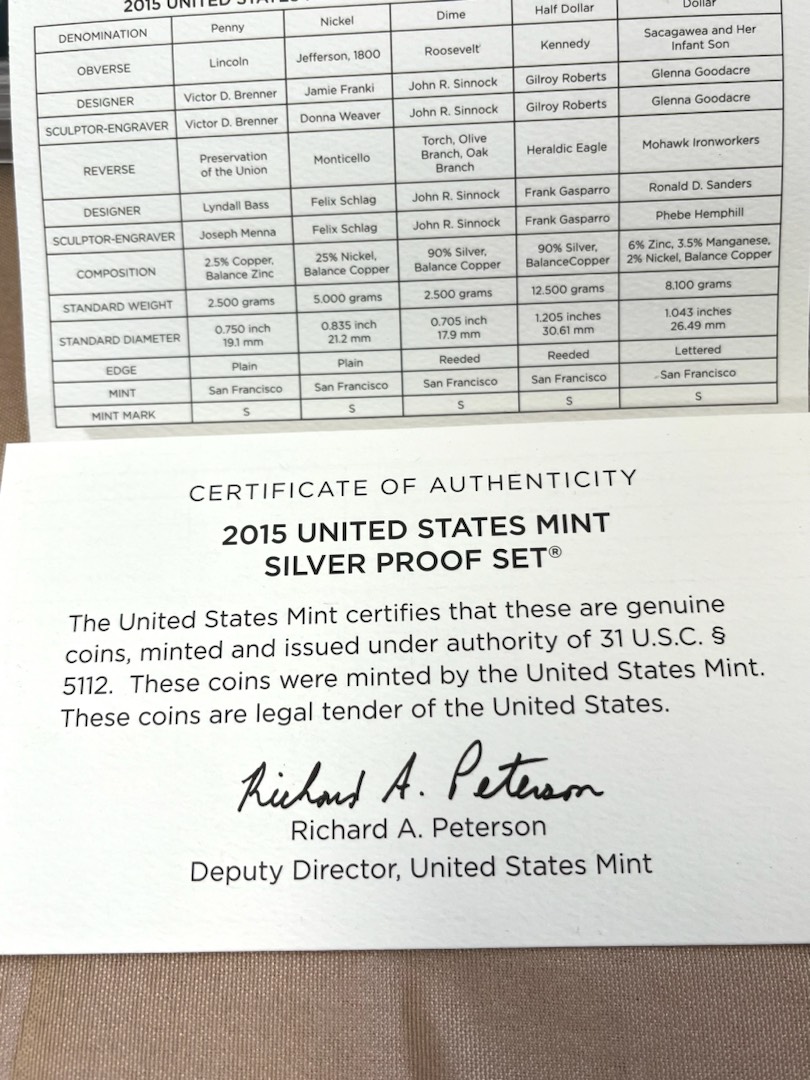 2015 UNITED
Penny Nickel Dime Half Dollar Dollar
DENOMINATION
OBVERSE Lincoln Jefferson, 1800 Roosevelt Kennedy Sacagawea and Her
Infant Son
DESIGNER Victor D. Brenner Jamie Franki John R. Sinnock Gilroy Roberts Glenna Goodacre
SCULPTOR-ENGRAVER Victor D. Brenner Donna Weaver John R. Sinnock Gilroy Roberts Glenna Goodacre
REVERSE Preservation
of the Union Monticello Torch, Olive
Branch, Oak
Branch Heraldic Eagle Mohawk Ironworkers
DESIGNER Lyndall Bass Felix Schlag John R. Sinnock Frank Gasparro Ronald D. Sanders
SCULPTOR-ENGRAVER Joseph Menna Felix Schlag John R. Sinnock Frank Gasparro Phebe Hemphill
COMPOSITION 2.5% Copper,
Balance Zinc 25% Nickel,
Balance Copper 90% Silver,
Balance Copper 90% Silver,
BalanceCopper 6% Zinc, 3.5% Manganese,
2% Nickel, Balance Copper
STANDARD WEIGHT 2.500 grams 5.000 grams 2.500 grams 12.500 grams 8.100 grams
STANDARD DIAMETER 0.750 inch
19.1 mm 0.835 inch
21.2 mm 0.705 inch
17.9 mm 1.205 inches
30.61 mm 1.043 inches
26.49 mm
EDGE Plain Plain Reeded Reeded Lettered
MINT San Francisco San Francisco San Francisco San Francisco San Francisco
MINT MARK S S S S S
CERTIFICATE OF AUTHENTICITY
2015 UNITED STATES MINT
SILVER PROOF SET®
The United States Mint certifies that these are genuine
coins, minted and issued under authority of 31 U.S.C. §
5112. These coins were minted by the United States Mint.
These coins are legal tender of the United States.
Richard A. Peterson
Richard A. Peterson
Deputy Director, United States Mint